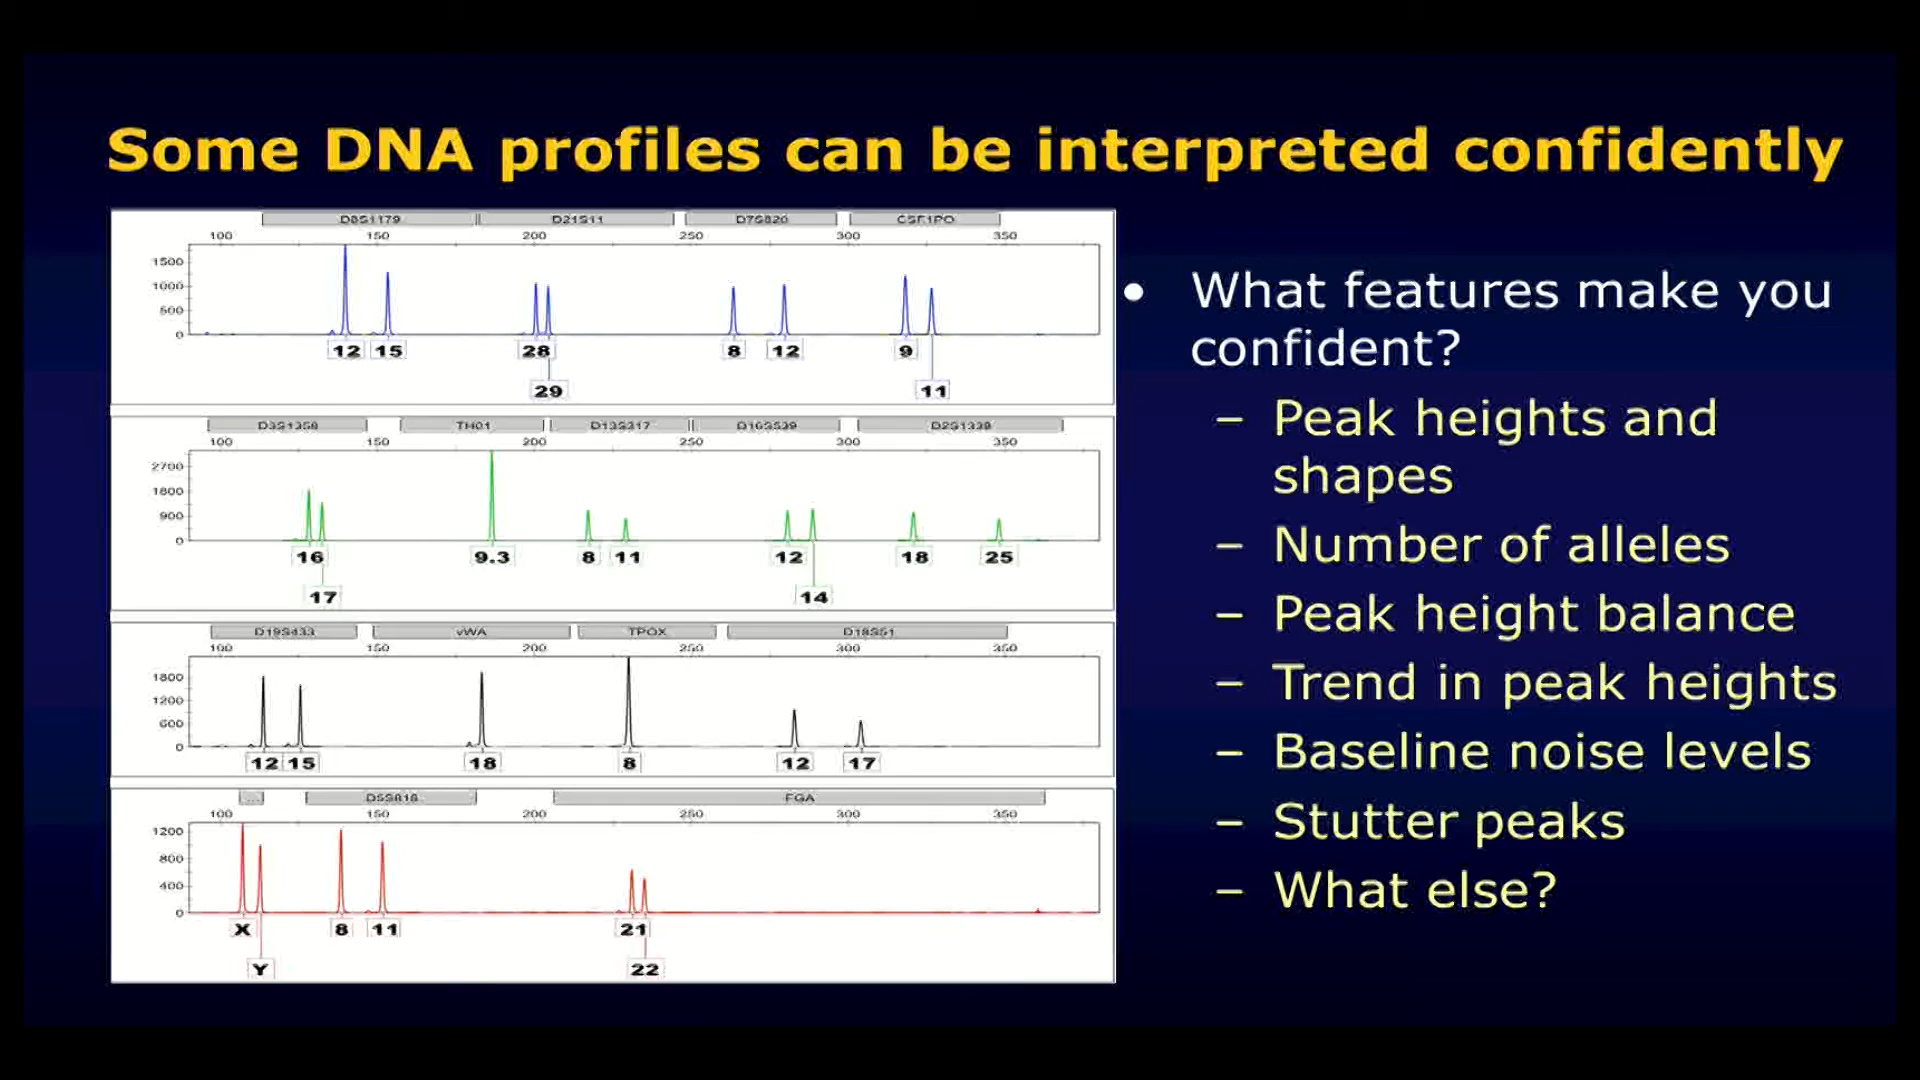 Some DNA profiles can be interpreted confidently
D8S1179 D21S11 D7S820 CSF1PO
100 150 200 250 300 350
1500
1000
500
0
12 15 28 8 12 9
29 11
D3S1358 TH01 D13S317 D16S539 D2S1338
100 150 200 250 300 350
2700
1800
900
0
16 9.3 8 11 12 18 25
17 14
D19S433 vWA TPOX D18S51
100 150 200 250 300 350
1800
1200
600
0
12 15 18 8 12 17
... D5S818 FGA
100 150 200 250 300 350
1200
800
400
0
X 8 11 21
Y 22
• What features make you
confident?
– Peak heights and
shapes
– Number of alleles
– Peak height balance
– Trend in peak heights
– Baseline noise levels
– Stutter peaks
– What else?